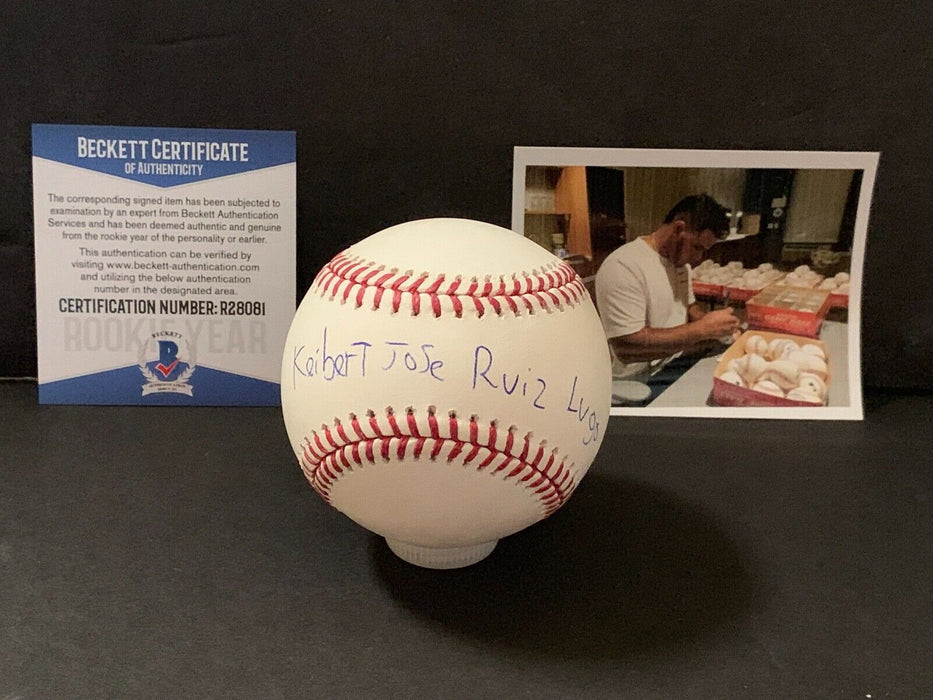 BECKETT CERTIFICATE
OF AUTHENTICITY
The corresponding signed item has been subjected to
examination by an expert from Beckett Authentication
Services and has been deemed authentic and genuine
from the rookie year of the personality or earlier.
This authentication can be verified by
visiting www.beckett-authentication.com
and utilizing the below authentication
number in the designated area.
CERTIFICATION NUMBER: R28081
ROOKIE YEAR
BECKETT
B
Keibert Jose Ruiz Lugo